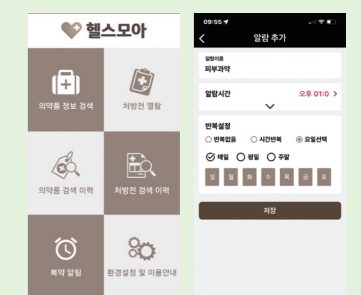 헬스모아
의약품 정보 검색
처방전 열람
의약품 검색 이력
처방전 검색 이력
복약 알림
환경설정 및 이용안내
09:55
알람 추가
알람이름
피부과약
알람시간
오후 01:0
반복설정
반복없음 시간반복 요일선택
매일 평일 주말
일 월 화 수 목 금 토
저장